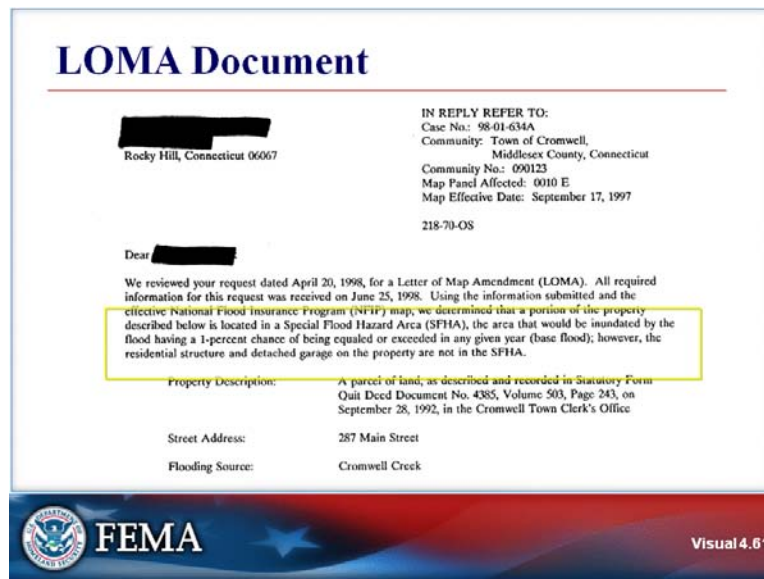 LOMA Document
Rocky Hill, Connecticut 06067
IN REPLY REFER TO:
Case No.: 98-01-634A
Community: Town of Cromwell,
Middlesex County, Connecticut
Community No.: 090123
Map Panel Affected: 0010 E
Map Effective Date: September 17, 1997
218-70-OS
Dear
We reviewed your request dated April 20, 1998, for a Letter of Map Amendment (LOMA). All required
information for this request was received on June 25, 1998. Using the information submitted and the
effective National Flood Insurance Program (NFIP) map, we determined that a portion of the property
described below is located in a Special Flood Hazard Area (SFHA), the area that would be inundated by the
flood having a 1-percent chance of being equaled or exceeded in any given year (base flood); however, the
residential structure and detached garage on the property are not in the SFHA.
Property Description: A parcel of land, as described and recorded in Statutory Form
Quit Deed Document No. 4385, Volume 503, Page 243, on
September 28, 1992, in the Cromwell Town Clerk's Office
Street Address: 287 Main Street
Flooding Source: Cromwell Creek
FEMA
Visual 4.61